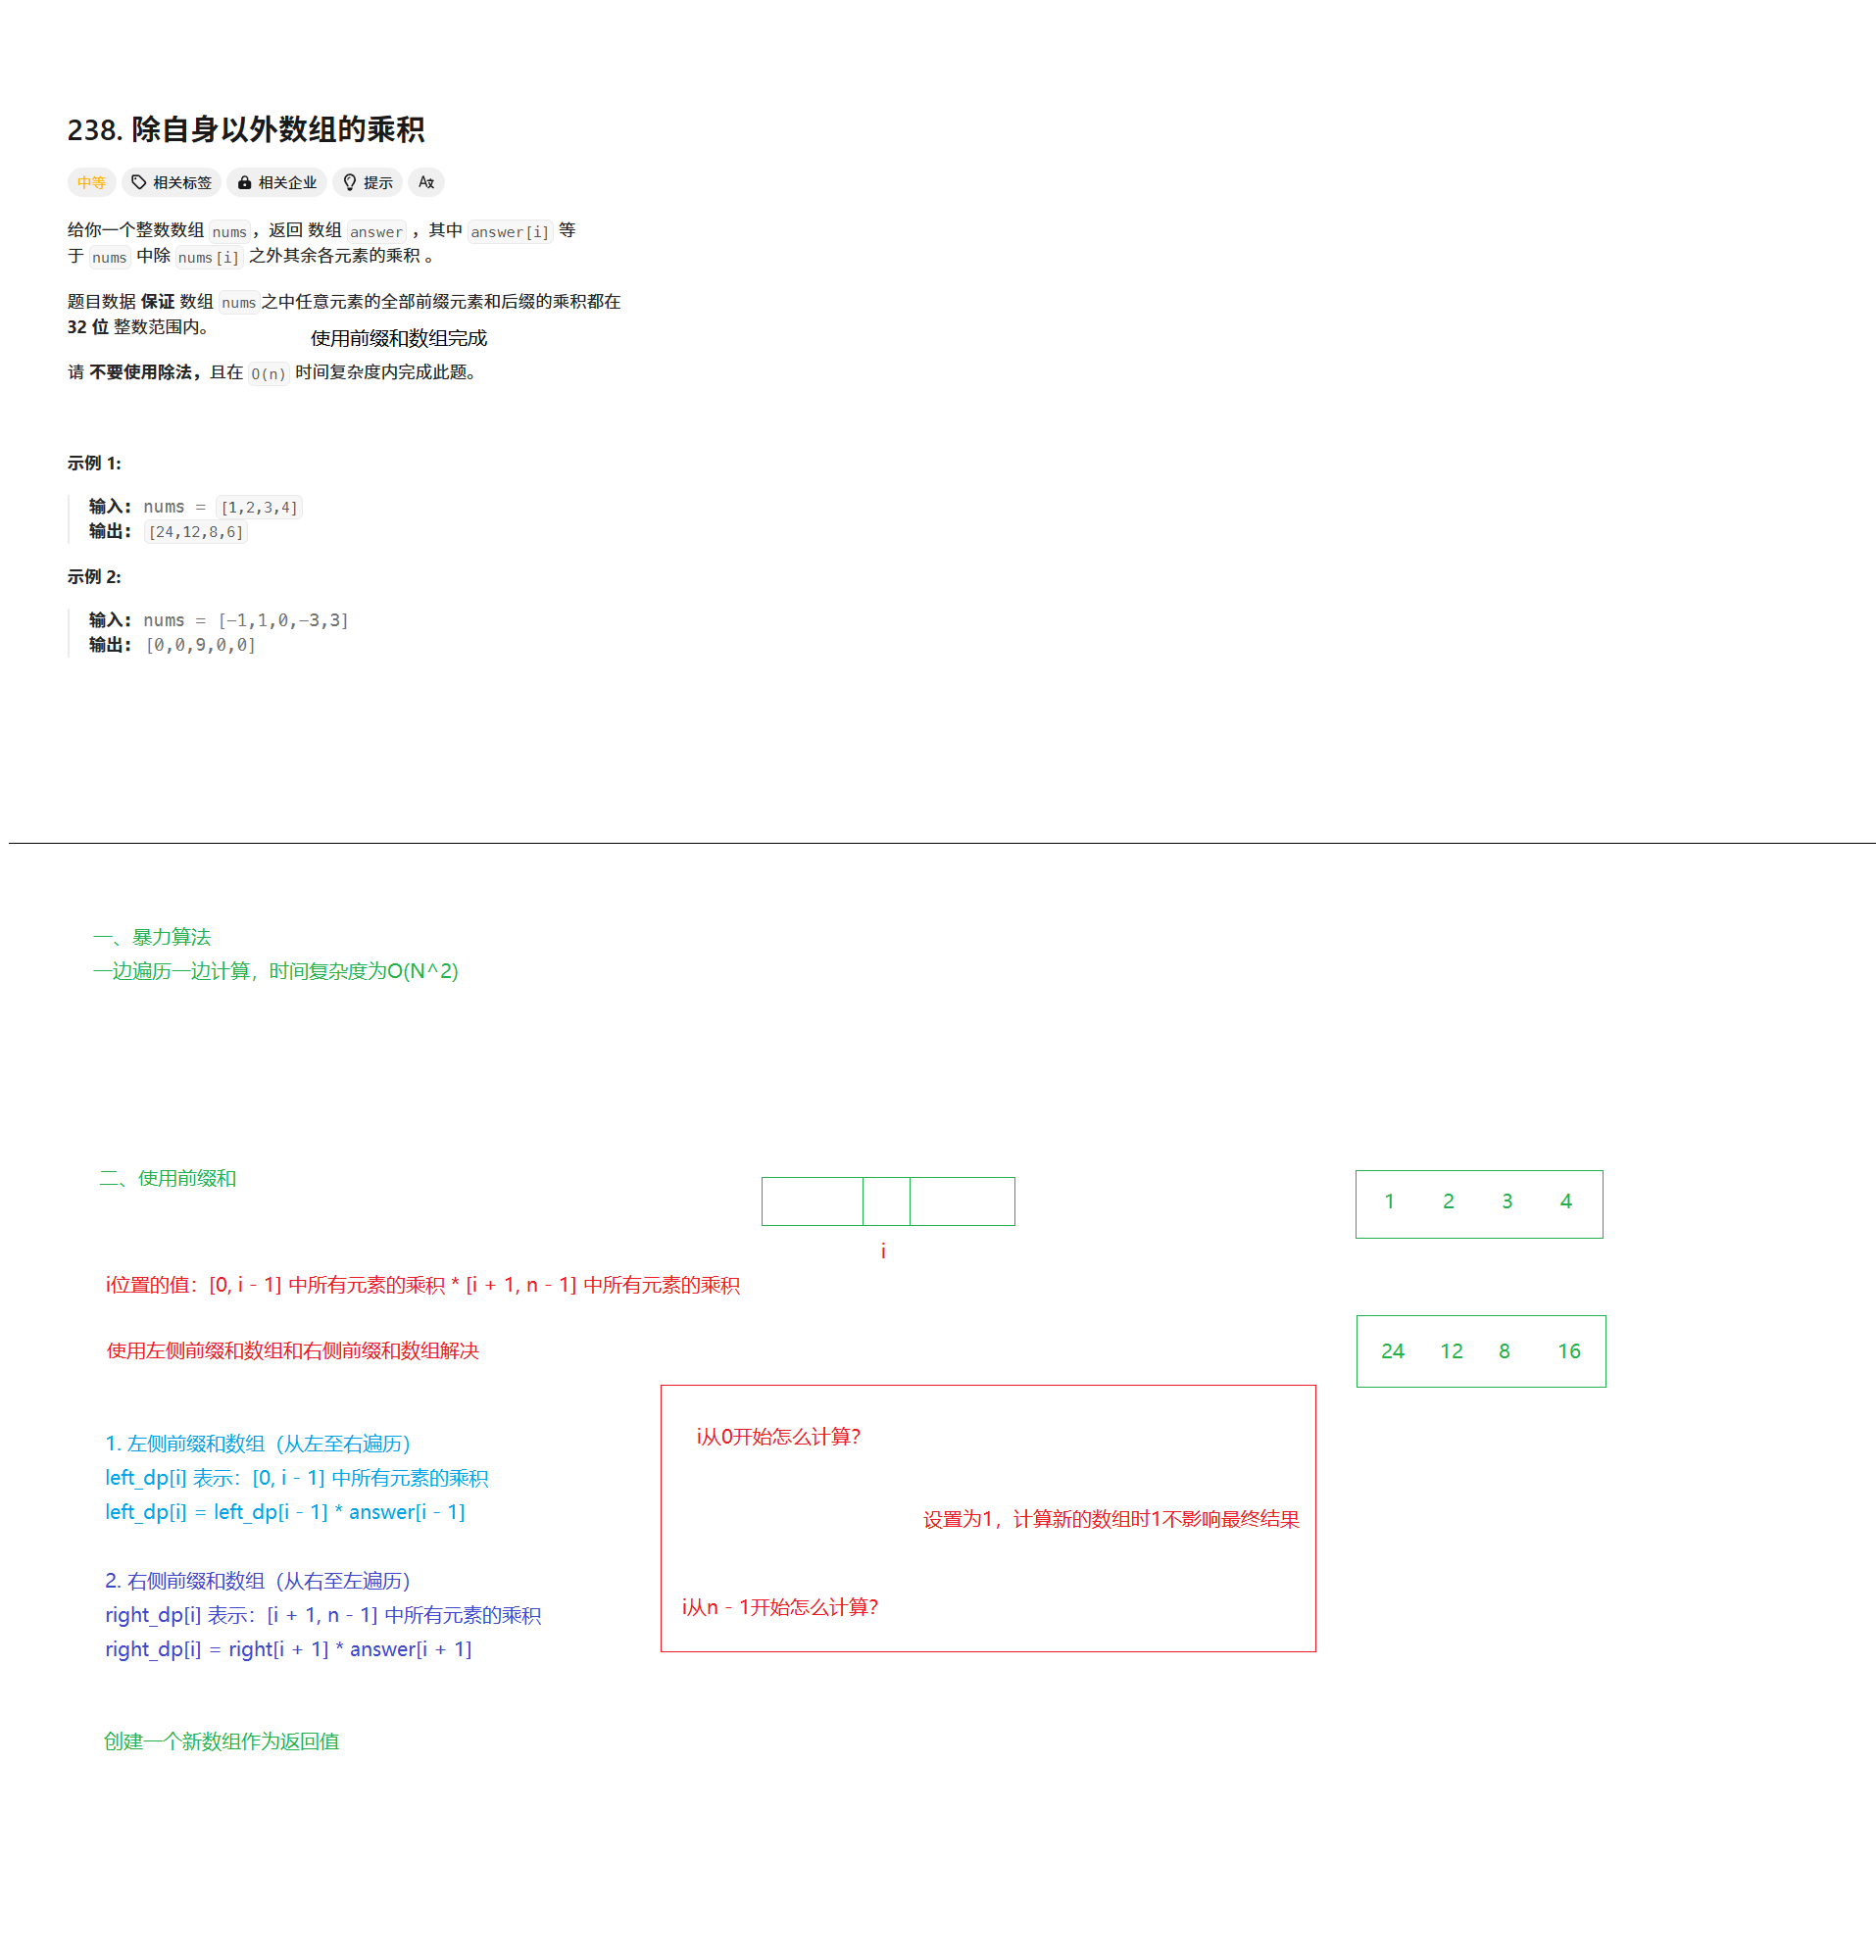 238. 除自身以外数组的乘积
中等 相关标签 相关企业 提示 A文
给你一个整数数组 nums，返回 数组 answer ，其中 answer[i] 等
于 nums 中除 nums[i] 之外其余各元素的乘积 。
题目数据 保证 数组 nums之中任意元素的全部前缀元素和后缀的乘积都在
32 位 整数范围内。
使用前缀和数组完成
请 不要使用除法，且在 O(n) 时间复杂度内完成此题。
示例 1:
输入: nums = [1,2,3,4]
输出: [24,12,8,6]
示例 2:
输入: nums = [-1,1,0,-3,3]
输出: [0,0,9,0,0]
一、暴力算法
一边遍历一边计算，时间复杂度为O(N^2)
二、使用前缀和
1 2 3 4
i
i位置的值：[0, i - 1] 中所有元素的乘积 * [i + 1, n - 1] 中所有元素的乘积
使用左侧前缀和数组和右侧前缀和数组解决
24 12 8 16
1. 左侧前缀和数组（从左至右遍历）
left_dp[i] 表示：[0, i - 1] 中所有元素的乘积
left_dp[i] = left_dp[i - 1] * answer[i - 1]
2. 右侧前缀和数组（从右至左遍历）
right_dp[i] 表示：[i + 1, n - 1] 中所有元素的乘积
right_dp[i] = right[i + 1] * answer[i + 1]
i从0开始怎么计算?
设置为1，计算新的数组时1不影响最终结果
i从n - 1开始怎么计算?
创建一个新数组作为返回值